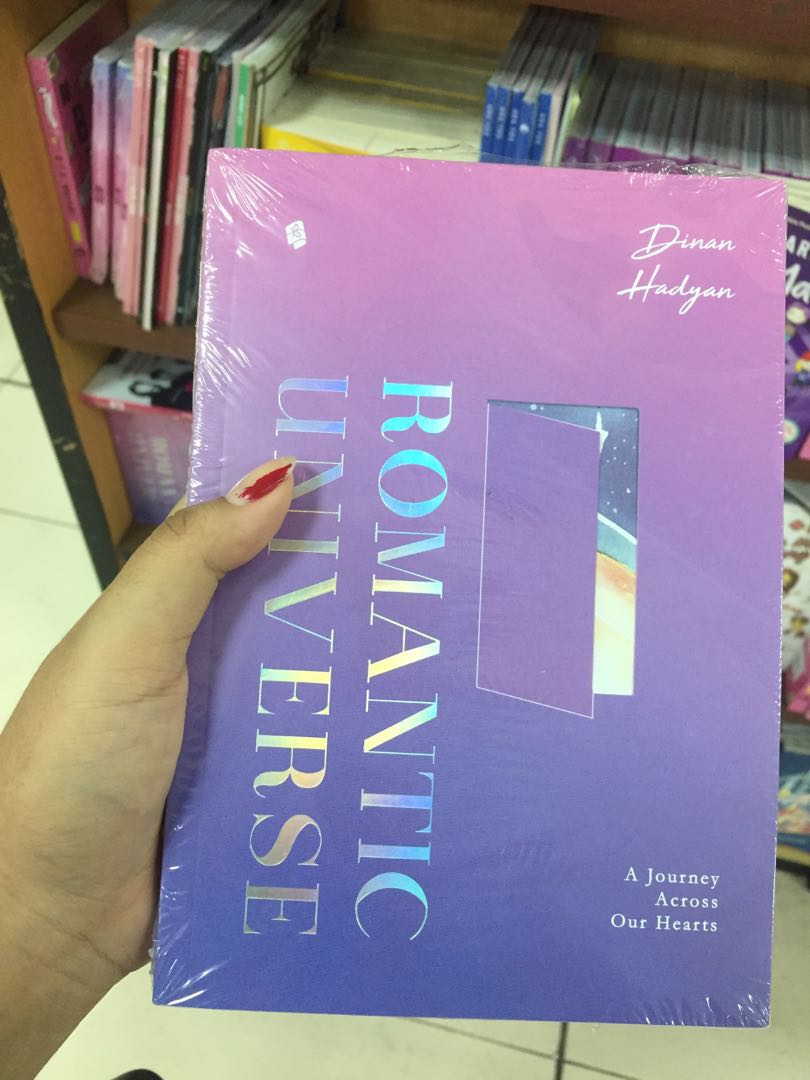 Dinan
Hadyan
ROMANTIC
UNIVERSE
A Journey
Across
Our Hearts